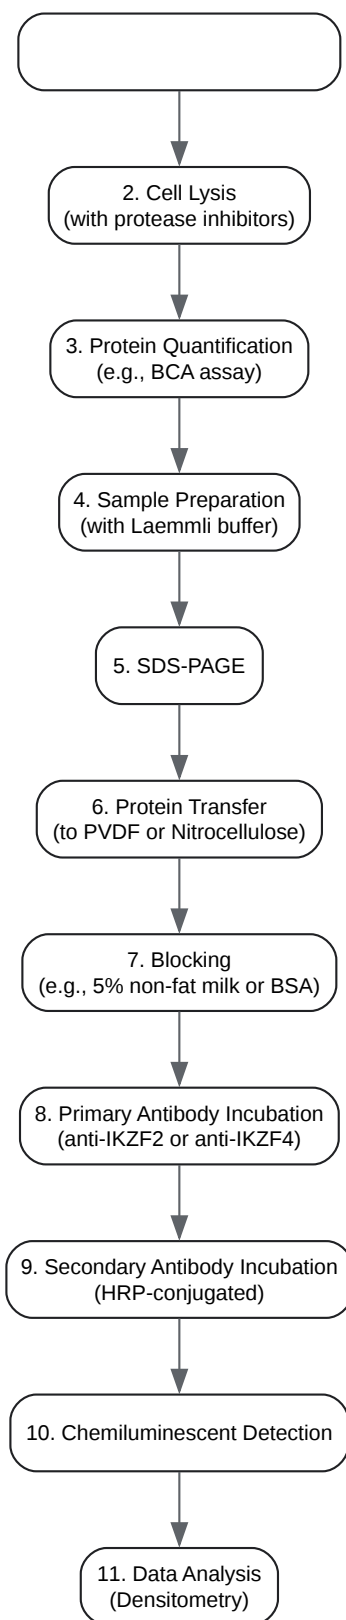 2. Cell Lysis
(with protease inhibitors)
3. Protein Quantification
(e.g., BCA assay)
4. Sample Preparation
(with Laemmli buffer)
5. SDS-PAGE
6. Protein Transfer
(to PVDF or Nitrocellulose)
7. Blocking
(e.g., 5% non-fat milk or BSA)
8. Primary Antibody Incubation
(anti-IKZF2 or anti-IKZF4)
9. Secondary Antibody Incubation
(HRP-conjugated)
10. Chemiluminescent Detection
11. Data Analysis
(Densitometry)